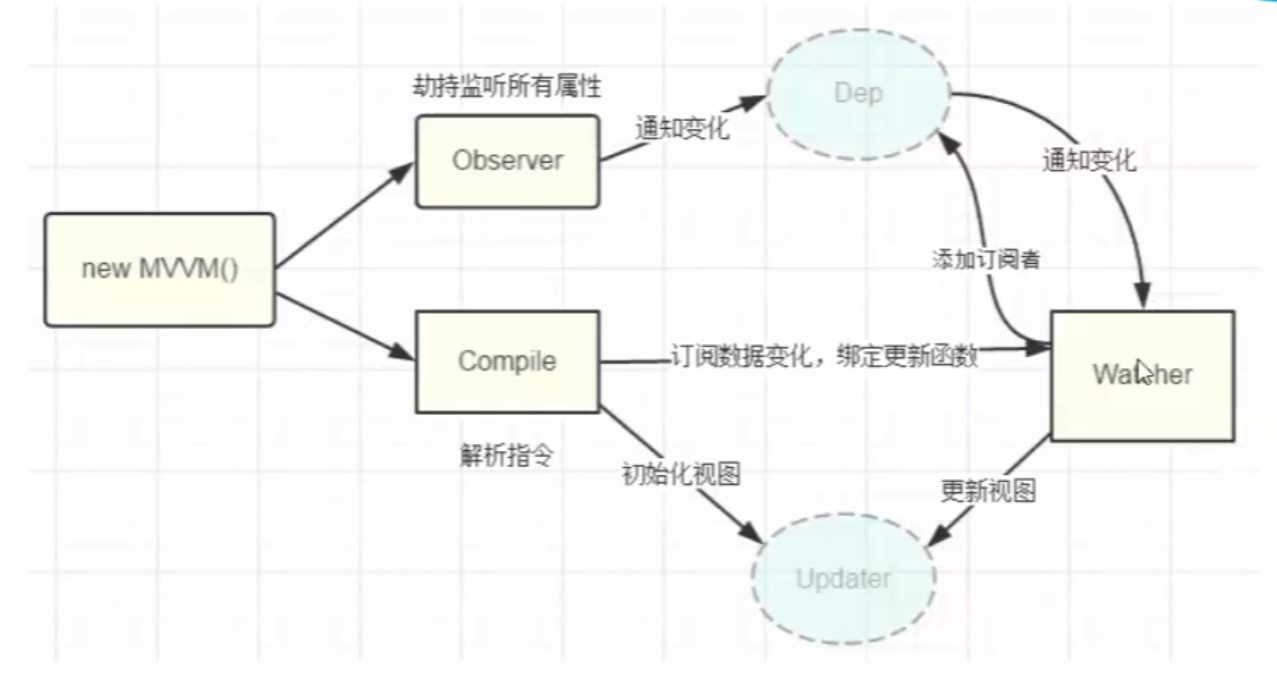 劫持监听所有属性
Dep
通知变化
Observer
通知变化
new MVVM()
添加订阅者
Compile
订阅数据变化，绑定更新函数
Watcher
解析指令
初始化视图
更新视图
Updater